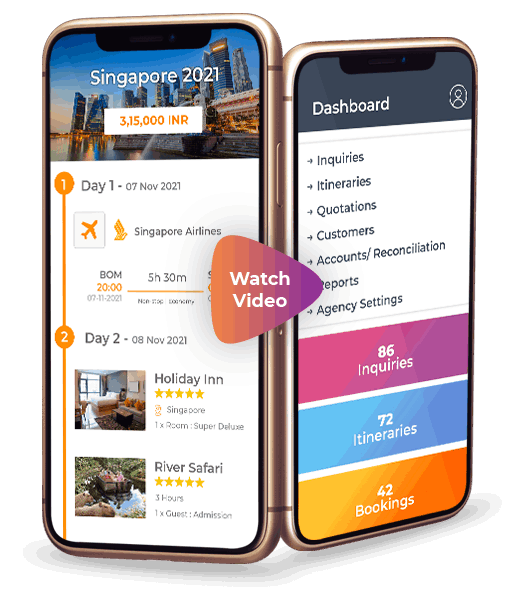 Singapore 2021
3,15,000 INR
1 Day 1 - 07 Nov 2021
Singapore Airlines
BOM
20:00
07-11-2021
5h 30m
Non-stop Economy
2 Day 2 - 08 Nov 2021
Holiday Inn
Singapore
1 x Room : Super Deluxe
River Safari
3 Hours
1 x Guest : Admission
Watch
Video
Dashboard
→ Inquiries
→ Itineraries
→ Quotations
→ Customers
→ Accounts/ Reconciliation
→ Agency Settings
86
Inquiries
72
Itineraries
42
Bookings